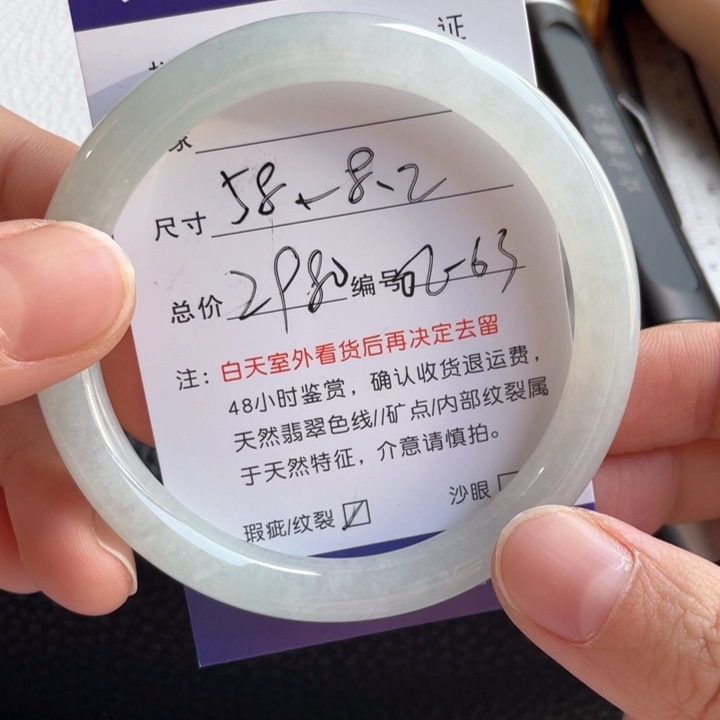 证
尺寸 58 - 8.2
总价 2980 编号 02-63
注：白天室外看货后再决定去留
48小时鉴赏，确认收货退运费，
天然翡翠色线//矿点/内部纹裂属
于天然特征，介意请慎拍。
瑕疵/纹裂 沙眼